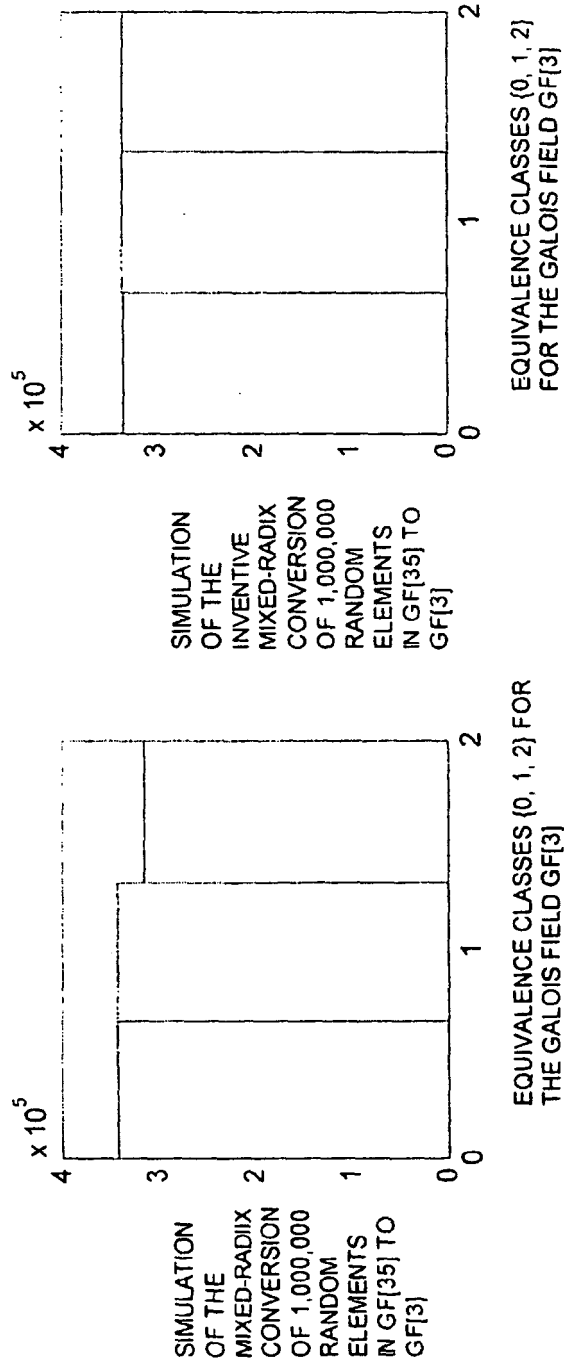 SIMULATION
OF THE
MIXED-RADIIX
CONVERSION
OF 1,000,000
RANDOM
ELEMENTS
IN GF[35] TO
GF[3]
x 10^5
4
3
2
1
0
0 1 2
EQUIVALENCE CLASSES {0, 1, 2} FOR
THE GALOIS FIELD GF[3]
SIMULATION
OF THE
INVENTIVE
MIXED-RADIX
CONVERSION
OF 1,000,000
RANDOM
ELEMENTS
IN GF[35] TO
GF[3]
x 10^5
4
3
2
1
0
0 1 2
EQUIVALENCE CLASSES {0, 1, 2}
FOR THE GALOIS FIELD GF[3]